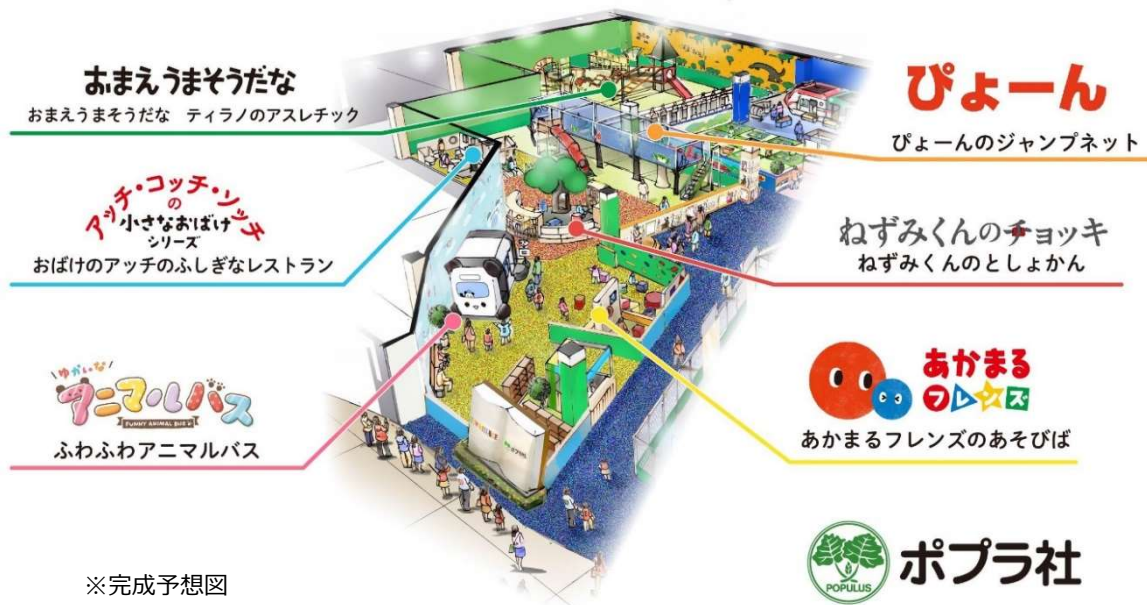 おまえうまそうだな
おまえうまそうだな ティラノのアスレチック
アッチ・コッチ・ソッチ
の
小さなおばけ
シリーズ
おばけのアッチのふしぎなレストラン
ゆかいな
アニマルバス
FUNNY ANIMAL BUS
ふわふわアニマルバス
※完成予想図
ぴょーん
ぴょーんのジャンプネット
ねずみくんのチョッキ
ねずみくんのとしょかん
あかまる
フレンズ
あかまるフレンズのあそびば
POPULUS
ポプラ社
入口